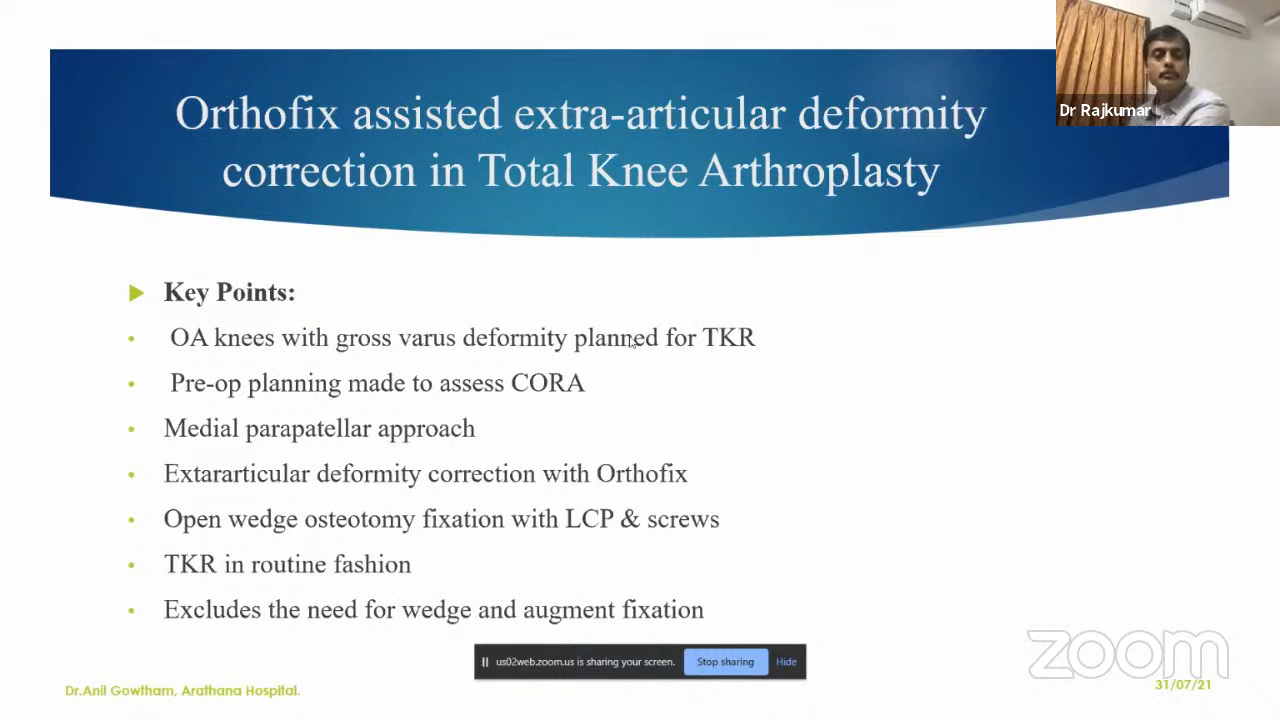 Dr Rajkumar
Orthofix assisted extra-articular deformity
correction in Total Knee Arthroplasty
Key Points:
OA knees with gross varus deformity planned for TKR
Pre-op planning made to assess CORA
Medial parapatellar approach
Extararticular deformity correction with Orthofix
Open wedge osteotomy fixation with LCP & screws
TKR in routine fashion
Excludes the need for wedge and augment fixation
us02web.zoom.us is sharing your screen. Stop sharing Hide
zoom
Dr.Anil Gowtham, Arathana Hospital. 31/07/21